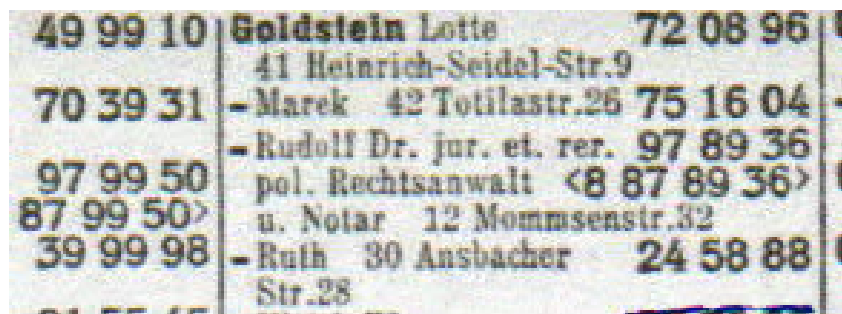 49 99 10
70 39 31
97 99 50
87 99 50>
39 99 98
Goldstein Lotte 72 08 96
41 Heinrich-Seidel-Str.9
- Marek 42 Totilastr.26 75 16 04
- Rudolf Dr. jur. et. rer. 97 89 36
pol. Rechtsanwalt <8 87 89 36>
u. Notar 12 Mommsenstr.32
- Ruth 30 Ansbacher 24 58 88
Str.28